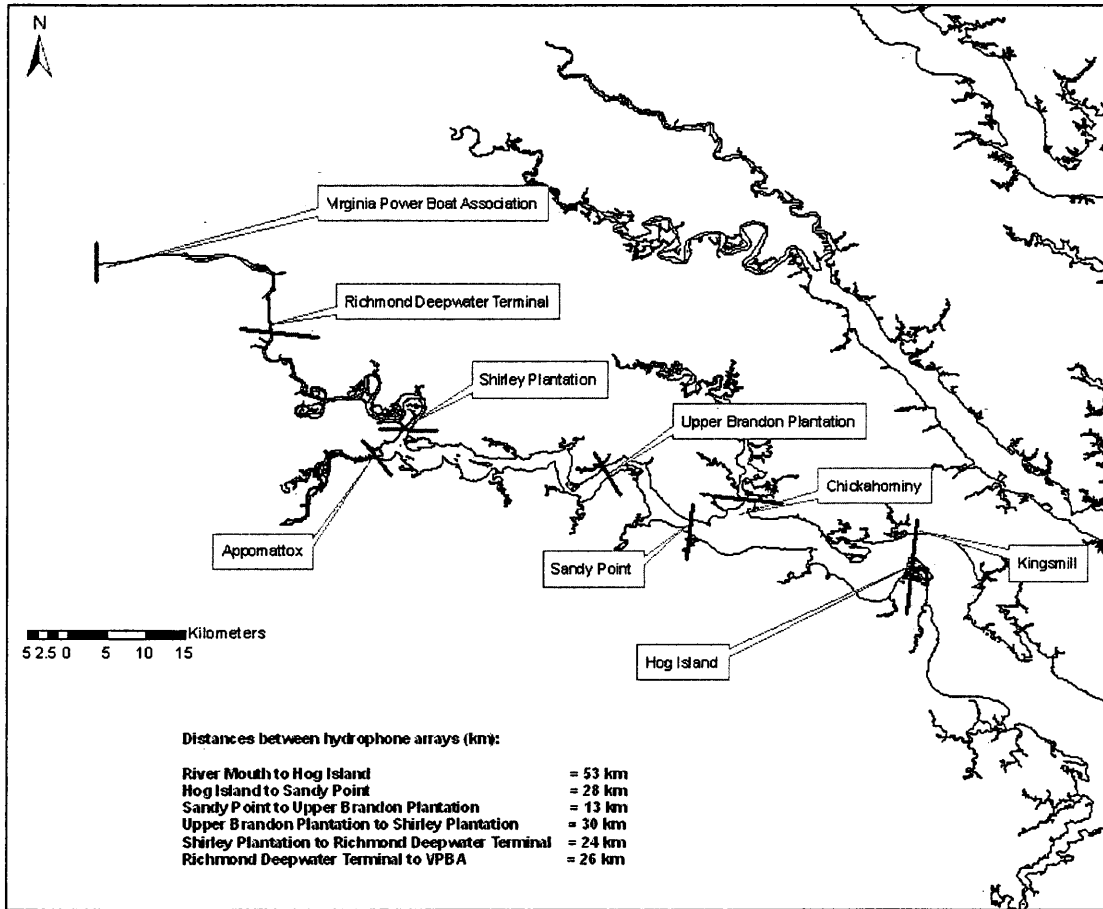 N
Virginia Power Boat Association
Richmond Deepwater Terminal
Shirley Plantation
Upper Brandon Plantation
Chickahominy
Appomattox
Sandy Point
Kingsmill
Hog Island
Kilometers
5 2.5 0 5 10 15
Distances between hydrophone arrays (km):
River Mouth to Hog Island = 53 km
Hog Island to Sandy Point = 28 km
Sandy Point to Upper Brandon Plantation = 13 km
Upper Brandon Plantation to Shirley Plantation = 30 km
Shirley Plantation to Richmond Deepwater Terminal = 24 km
Richmond Deepwater Terminal to VPBA = 26 km